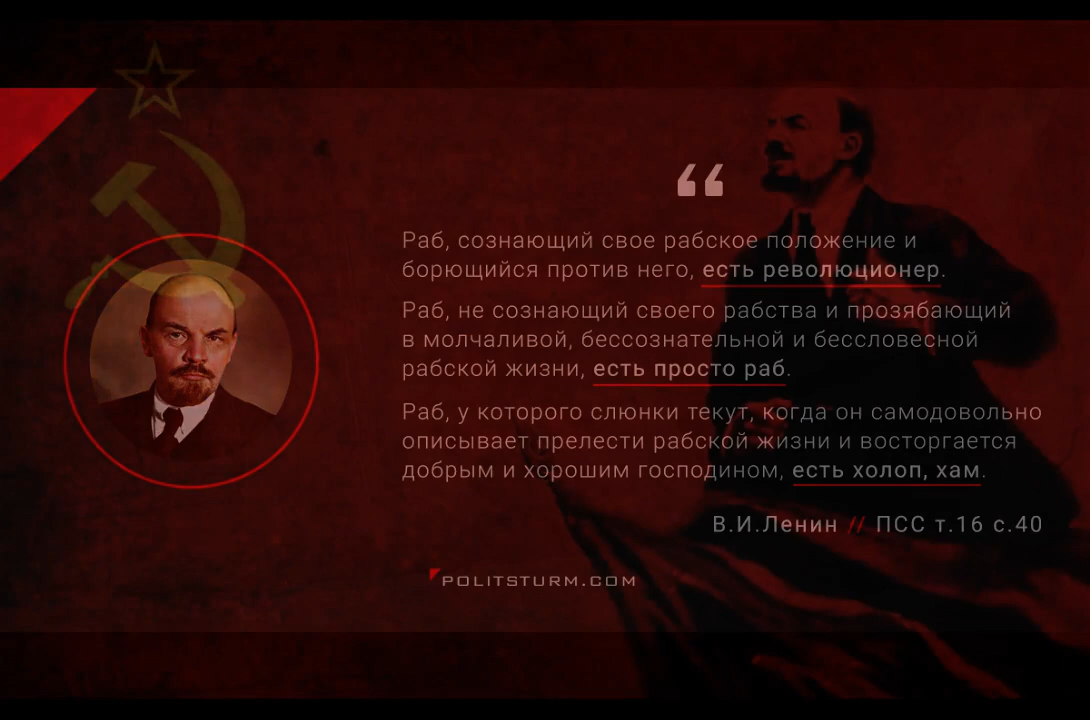 “
Раб, сознающий свое рабское положение и
борющийся против него, есть революционер.
Раб, не сознающий своего рабства и прозябающий
в молчаливой, бессознательной и бессловесной
рабской жизни, есть просто раб.
Раб, у которого слюнки текут, когда он самодовольно
описывает прелести рабской жизни и восторгается
добрым и хорошим господином, есть холоп, хам.
В.И.Ленин // ПСС т.16 с.40
POLITSTURM.COM